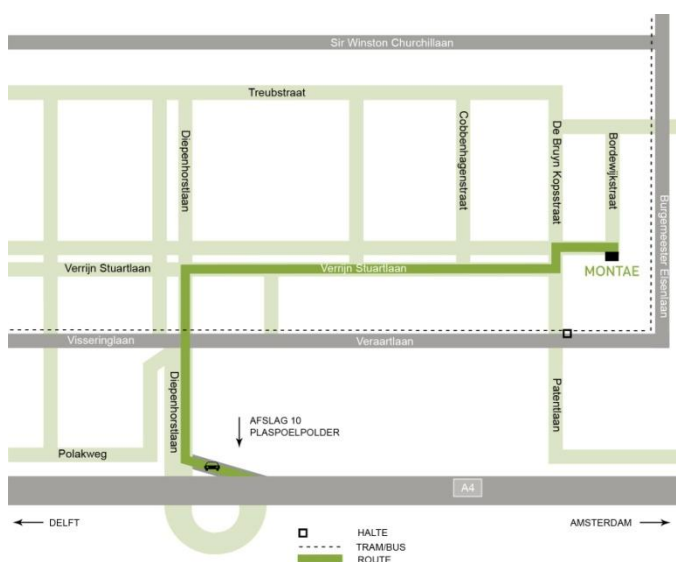 Sir Winston Churchillaan
Treubstraat
Diepenhorstlaan
Cobbenhagenstraat
De Bruyn Kopsstraat
Bordewijkstraat
Burgemeester Elsenlaan
Verrijn Stuartlaan
Verrijn Stuartlaan
MONTAE
Visseringlaan
Veraartlaan
Diepenhorstlaan
Patentlaan
AFSLAG 10
PLASPOELPOLDER
Polakweg
A4
DELFT
AMSTERDAM
HALTE
TRAM/BUS
ROUTE